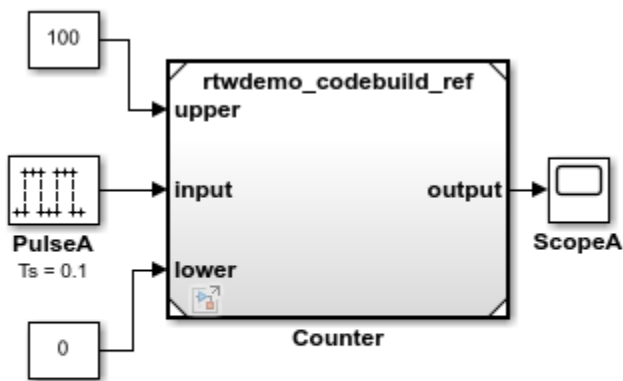 100
rtwdemo_codebuild_ref
upper
input
output
PulseA
Ts = 0.1
ScopeA
lower
0
Counter